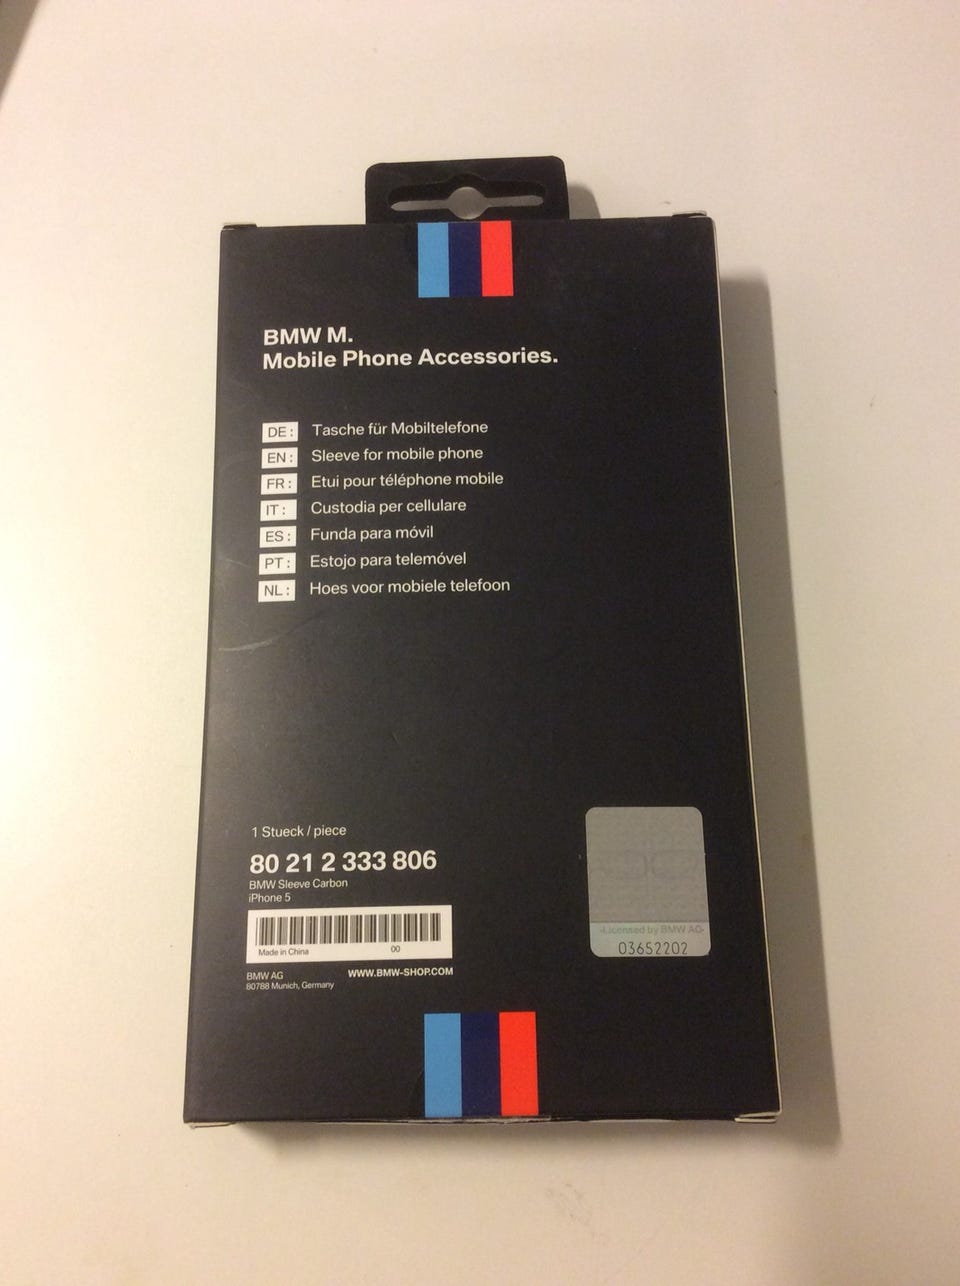 BMW M.
Mobile Phone Accessories.
DE: Tasche für Mobiltelefone
EN: Sleeve for mobile phone
FR: Etui pour téléphone mobile
IT: Custodia per cellulare
ES: Funda para móvil
PT: Estojo para telemóvel
NL: Hoes voor mobiele telefoon
1 Stueck / piece
80 21 2 333 806
BMW Sleeve Carbon
iPhone 5
Made in China 00
BMW AG WWW.BMW-SHOP.COM
80788 Munich, Germany
-Licensed by BMW AG-
03652202